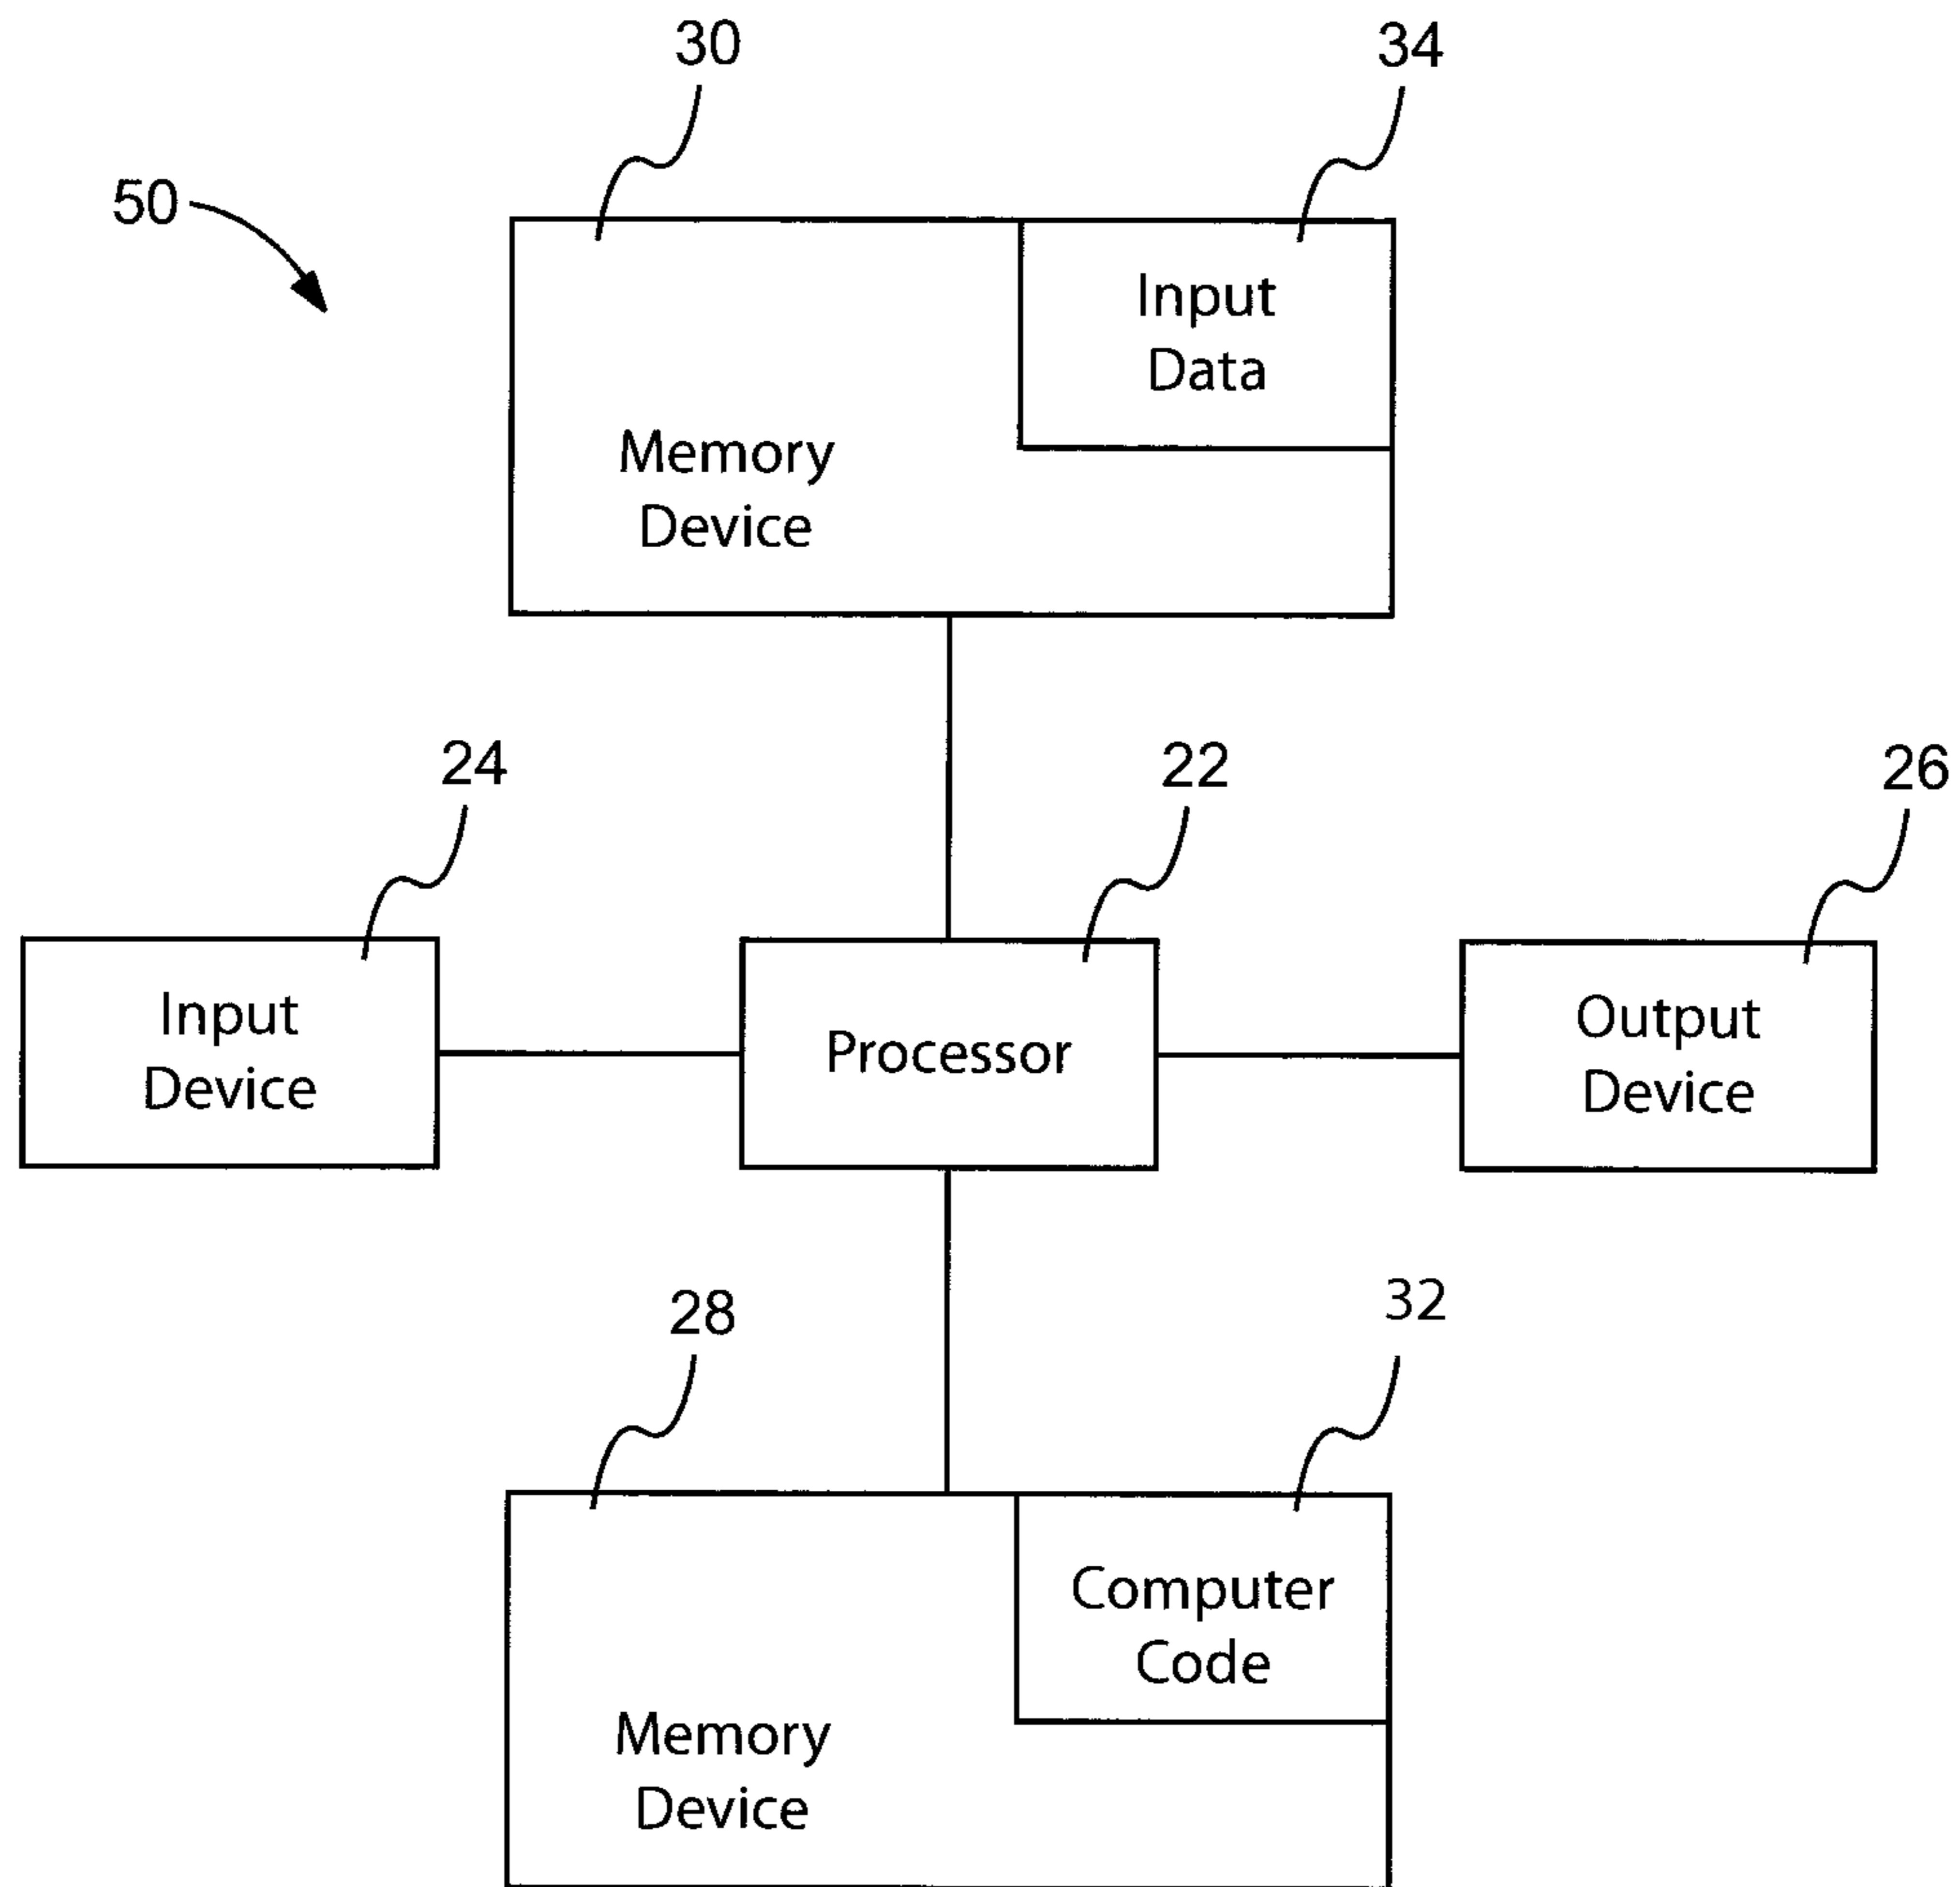 30
34
50
Input
Data
Memory
Device
24
22
26
Input
Device
Processor
Output
Device
28
32
Computer
Code
Memory
Device